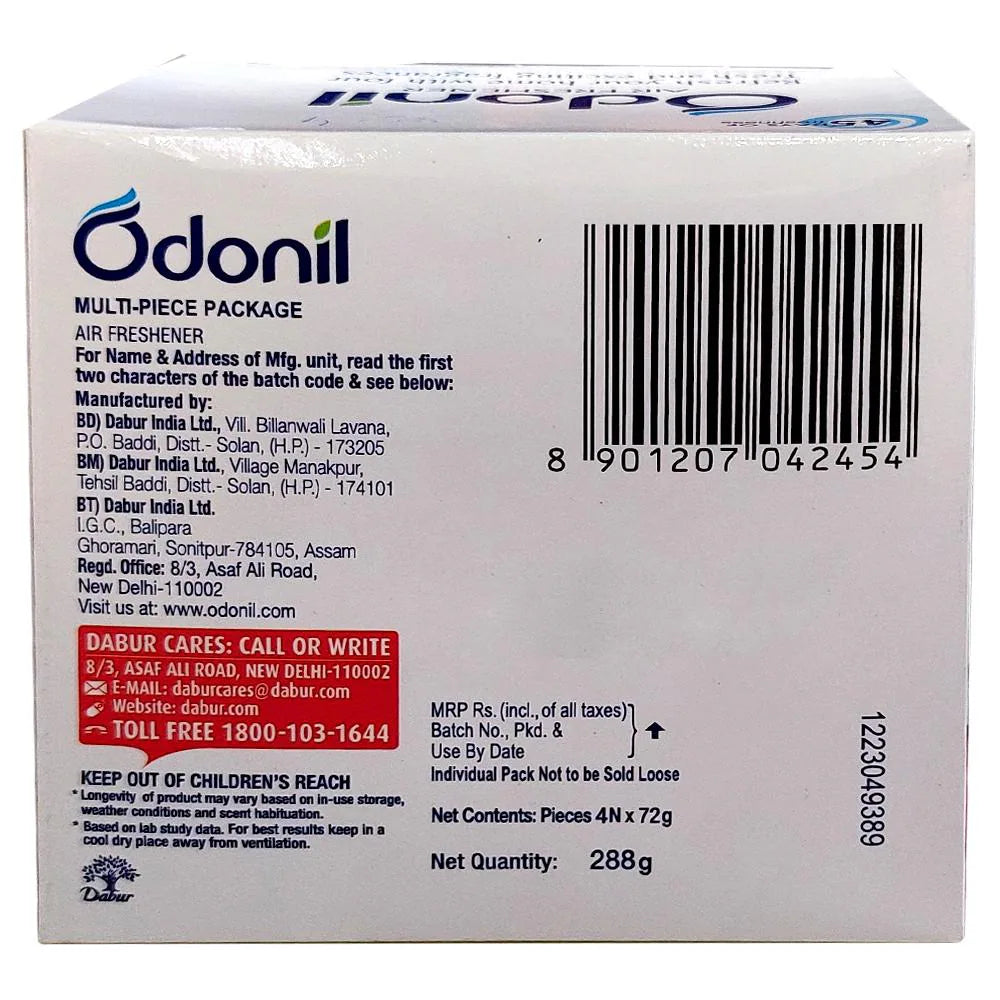 AIR FRESHENER
Odonil
Odonil
MULTI-PIECE PACKAGE
AIR FRESHENER
For Name & Address of Mfg. unit, read the first
two characters of the batch code & see below:
Manufactured by:
BD) Dabur India Ltd., Vill. Billanwali Lavana,
P.O. Baddi, Distt.- Solan, (H.P.) - 173205
BM) Dabur India Ltd., Village Manakpur,
Tehsil Baddi, Distt.- Solan, (H.P.) - 174101
BT) Dabur India Ltd.
I.G.C., Balipara
Ghoramari, Sonitpur-784105, Assam
Regd. Office: 8/3, Asaf Ali Road,
New Delhi-110002
Visit us at: www.odonil.com
DABUR CARES: CALL OR WRITE
8/3, ASAF ALI ROAD, NEW DELHI-110002
E-MAIL: daburcares@dabur.com
Website: dabur.com
TOLL FREE 1800-103-1644
KEEP OUT OF CHILDREN'S REACH
* Longevity of product may vary based on in-use storage,
weather conditions and scent habituation.
* Based on lab study data. For best results keep in a
cool dry place away from ventilation.
Dabur
8 901207 042454
MRP Rs. (incl., of all taxes)
Batch No., Pkd. &
Use By Date
Individual Pack Not to be Sold Loose
Net Contents: Pieces 4N x 72g
Net Quantity: 288g
1223049389